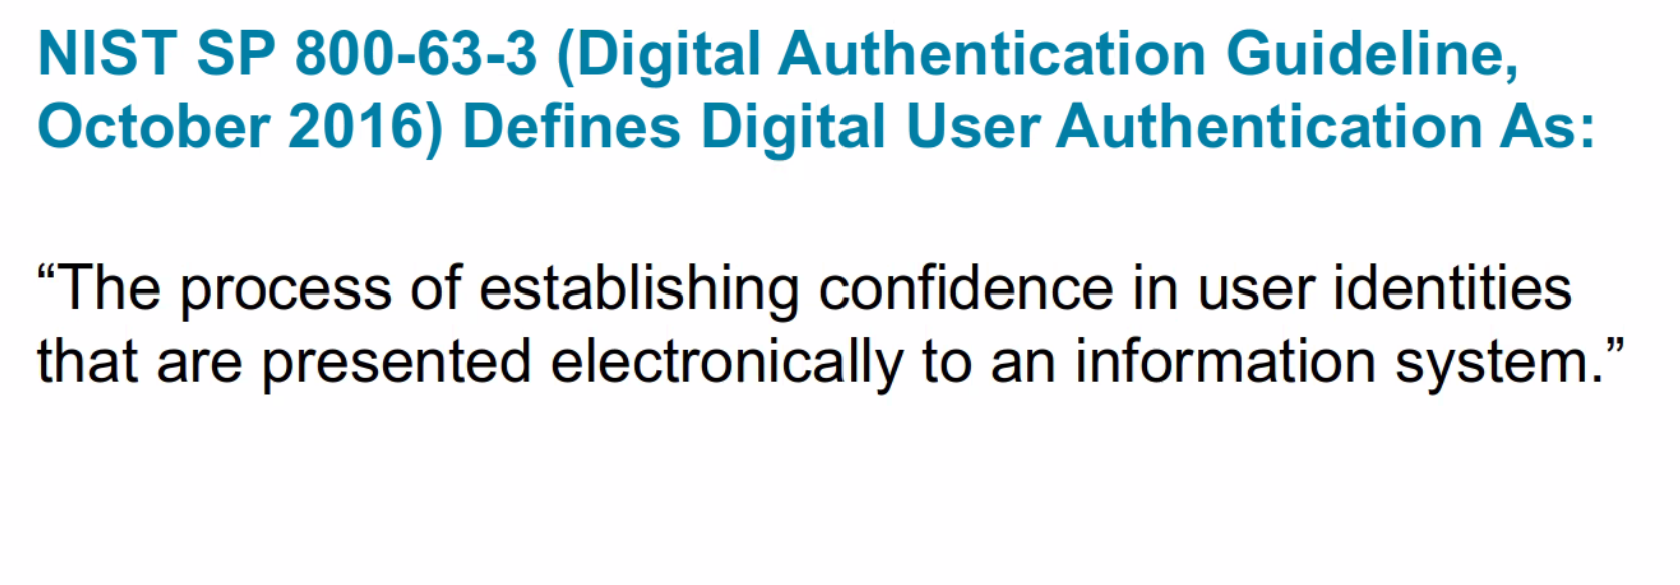 NIST SP 800-63-3 (Digital Authentication Guideline,
October 2016) Defines Digital User Authentication As:
“The process of establishing confidence in user identities
that are presented electronically to an information system.”